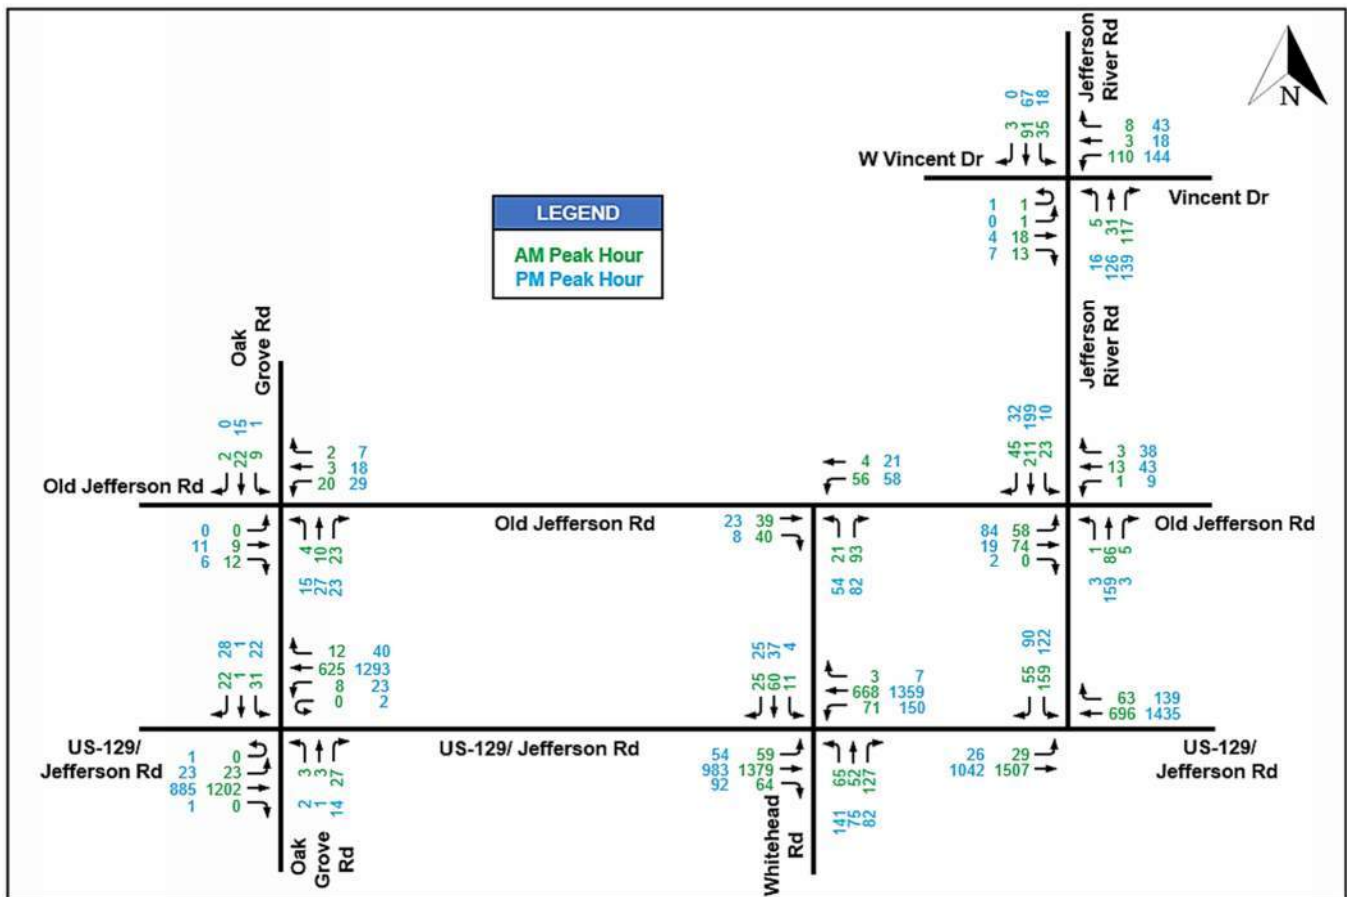 Jefferson
River Rd
N
0 67 18
3 91 35
8 43
3 18
110 144
W Vincent Dr
Vincent Dr
1 1
0 1
4 18
7 13
5 31 117
16 126 139
LEGEND
AM Peak Hour
PM Peak Hour
Jefferson
River Rd
Oak
Grove Rd
0 15 1
2 22 9
2 7
3 18
20 29
4 21
56 58
32 199 10
45 211 23
3 38
13 43
1 9
Old Jefferson Rd
Old Jefferson Rd
Old Jefferson Rd
0 0
11 9
6 12
4 10 23
15 27 23
23 39
8 40
21 93
54 82
84 58
19 74
2 0
1 86 5
3 159 3
28 1 22
22 1 31
12 40
625 1293
8 23
0 2
25 37 4
25 60 11
3 7
668 1359
71 150
90 122
55 159
63 139
696 1435
US-129/
Jefferson Rd
US-129/ Jefferson Rd
US-129/
Jefferson Rd
1 0
23 23
885 1202
1 0
3 3 27
2 1 14
54 59
983 1379
92 64
65 52 127
141 75 82
26 29
1042 1507
Oak
Grove
Rd
Whitehead
Rd